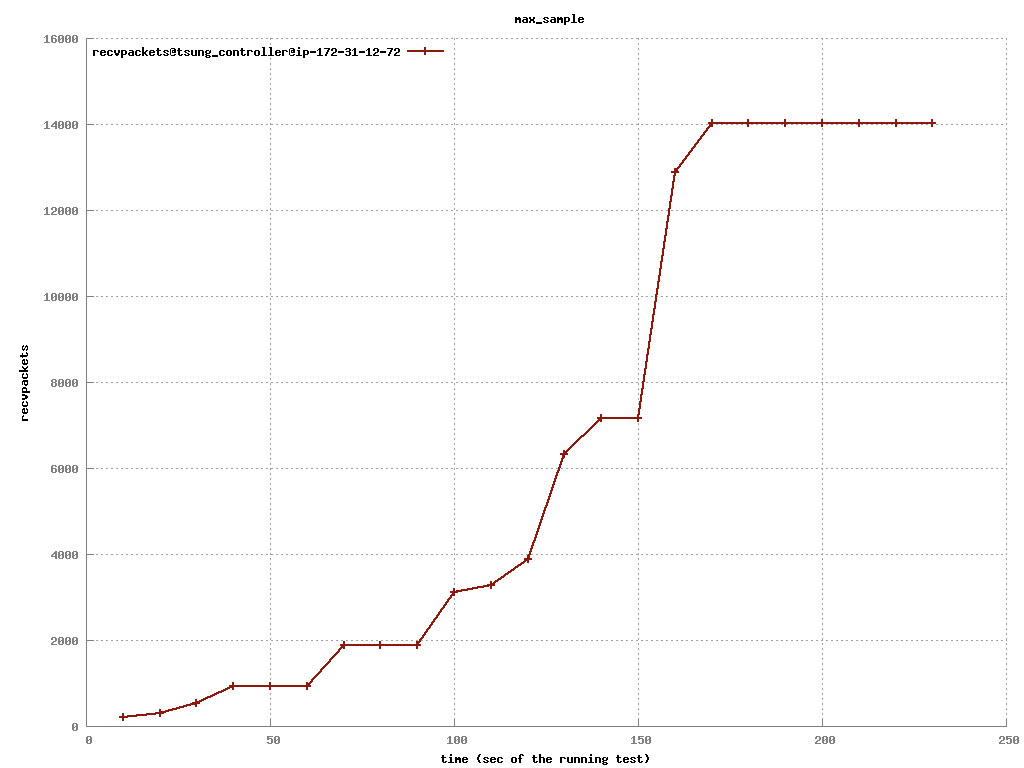 max_sample
16000
recvpackets@tsung_controller@ip-172-31-12-72
14000
12000
10000
8000
recvpackets
6000
4000
2000
0
0 50 100 150 200 250
time (sec of the running test)